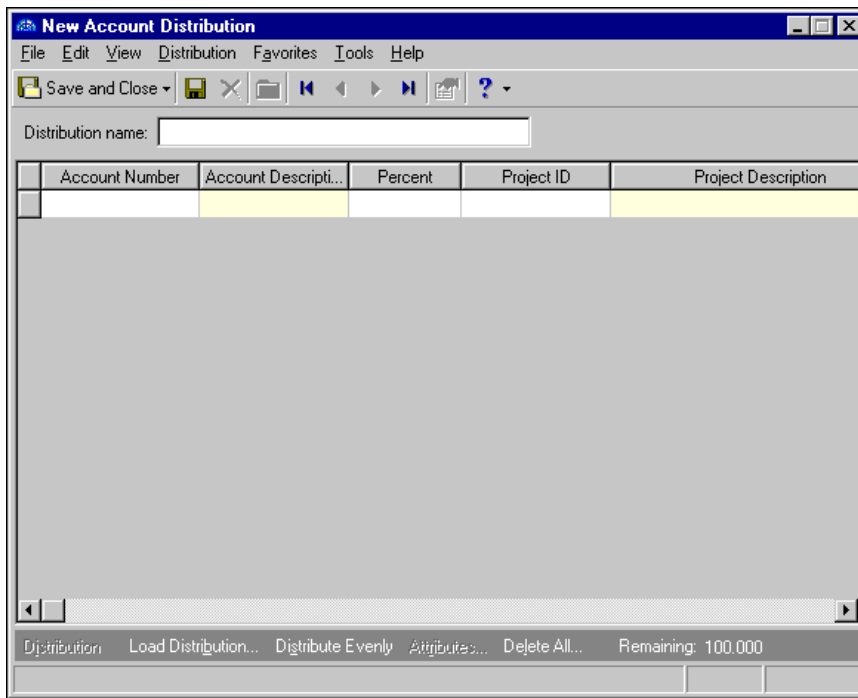 New Account Distribution
File Edit View Distribution Favorites Tools Help
Save and Close ?
Distribution name:
Account Number Account Descripti... Percent Project ID Project Description
Distribution Load Distribution... Distribute Evenly Attributes... Delete All... Remaining: 100.000